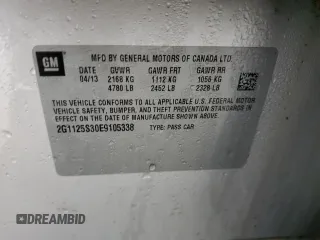 GM
MFD BY GENERAL MOTORS OF CANADA LTD.
DATE GVWR GAWR FRT GAWR RR
04/13 2168 KG 1112 KG 1056 KG
4780 LB 2452 LB 2328 LB
THIS VEHICLE CONFORMS TO ALL APPLICABLE U.S. FEDERAL MOTOR
VEHICLE SAFETY, BUMPER, AND THEFT PREVENTION STANDARDS IN
EFFECT ON THE DATE OF MANUFACTURE SHOWN ABOVE.
2G1125S30E9105338 TYPE: PASS CAR
DREAMBID